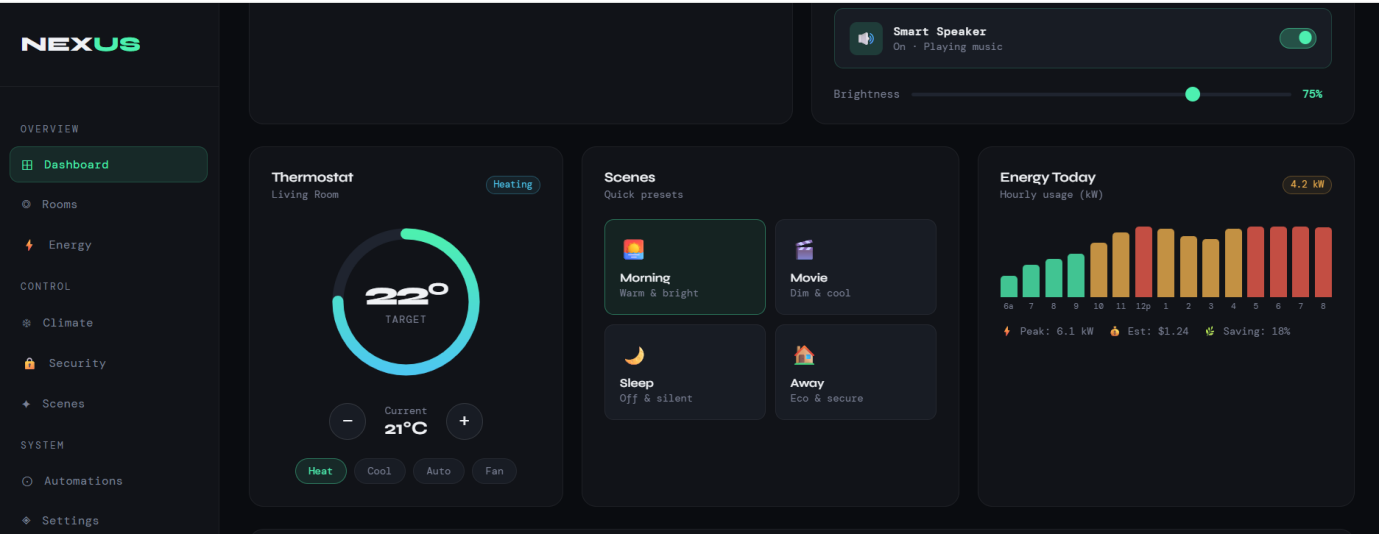 NEXUS
OVERVIEW
Dashboard
Rooms
Energy
CONTROL
Climate
Security
Scenes
SYSTEM
Automations
Settings
Smart Speaker
On · Playing music
Brightness 75%
Thermostat
Living Room
Heating
22°
TARGET
− Current +
21°C
Heat Cool Auto Fan
Scenes
Quick presets
Morning
Warm & bright
Movie
Dim & cool
Sleep
Off & silent
Away
Eco & secure
Energy Today
Hourly usage (kW)
4.2 kW
6a 7 8 9 10 11 12p 1 2 3 4 5 6 7 8
Peak: 6.1 kW Est: $1.24 Saving: 18%